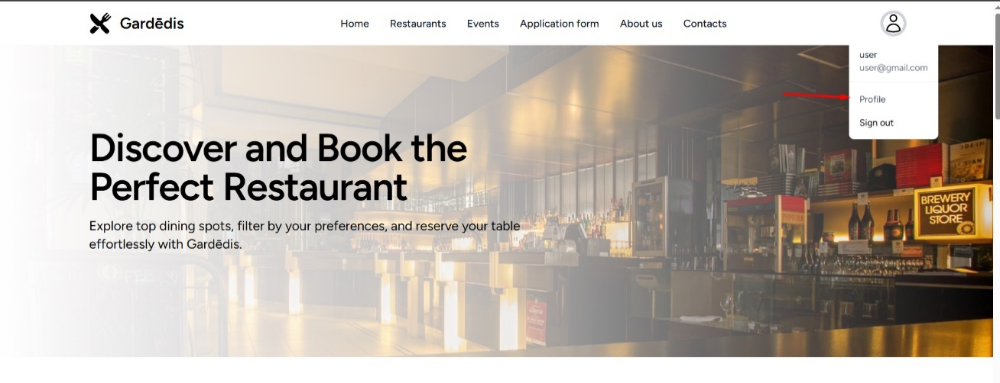 Gardēdis
Home Restaurants Events Application form About us Contacts
user
user@gmail.com
Profile
Sign out
Discover and Book the
Perfect Restaurant
Explore top dining spots, filter by your preferences, and reserve your table
effortlessly with Gardēdis.
BREWERY
LIQUOR
STORE
POPCORN